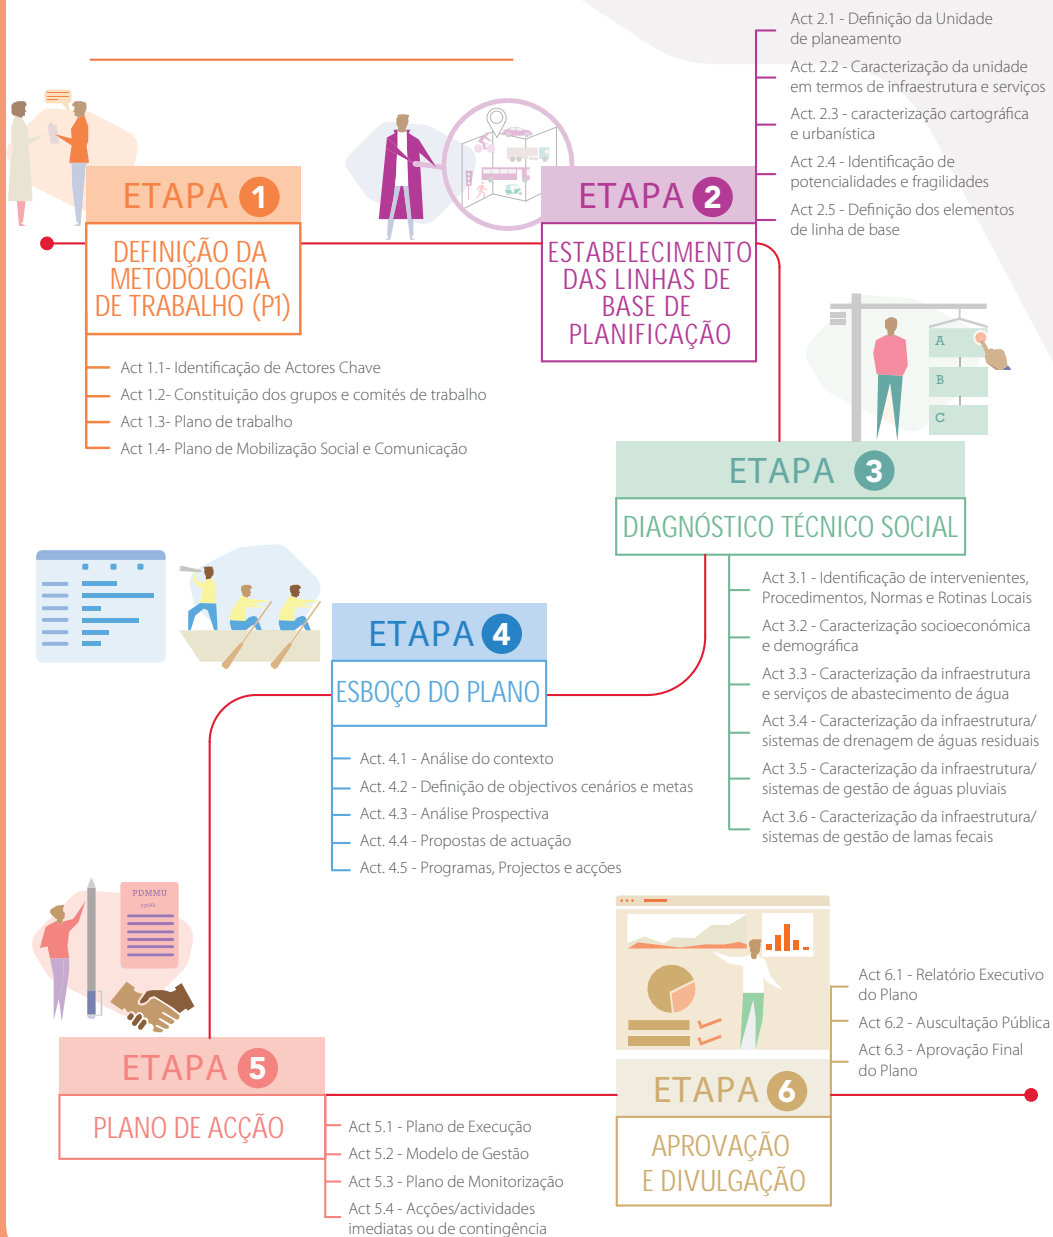 ETAPA 1
DEFINIÇÃO DA
METODOLOGIA
DE TRABALHO (P1)
Act 1.1- Identificação de Actores Chave
Act 1.2- Constituição dos grupos e comités de trabalho
Act 1.3- Plano de trabalho
Act 1.4- Plano de Mobilização Social e Comunicação
ETAPA 2
ESTABELECIMENTO
DAS LINHAS DE
BASE DE
PLANIFICAÇÃO
Act 2.1 - Definição da Unidade
de planeamento
Act. 2.2 - Caracterização da unidade
em termos de infraestrutura e serviços
Act. 2.3 - caracterização cartográfica
e urbanística
Act 2.4 - Identificação de
potencialidades e fragilidades
Act 2.5 - Definição dos elementos
de linha de base
A
B
C
ETAPA 3
DIAGNÓSTICO TÉCNICO SOCIAL
Act 3.1 - Identificação de intervenientes,
Procedimentos, Normas e Rotinas Locais
Act 3.2 - Caracterização socioeconómica
e demográfica
Act 3.3 - Caracterização da infraestrutura
e serviços de abastecimento de água
Act 3.4 - Caracterização da infraestrutura/
sistemas de drenagem de águas residuais
Act 3.5 - Caracterização da infraestrutura/
sistemas de gestão de águas pluviais
Act 3.6 - Caracterização da infraestrutura/
sistemas de gestão de lamas fecais
ETAPA 4
ESBOÇO DO PLANO
Act. 4.1 - Análise do contexto
Act. 4.2 - Definição de objectivos cenários e metas
Act. 4.3 - Análise Prospectiva
Act. 4.4 - Propostas de actuação
Act. 4.5 - Programas, Projectos e acções
PDMMU
FINAL
ETAPA 5
PLANO DE ACÇÃO
Act 5.1 - Plano de Execução
Act 5.2 - Modelo de Gestão
Act 5.3 - Plano de Monitorização
Act 5.4 - Acções/actividades
imediatas ou de contingência
ETAPA 6
APROVAÇÃO
E DIVULGAÇÃO
Act 6.1 - Relatório Executivo
do Plano
Act 6.2 - Auscultação Pública
Act 6.3 - Aprovação Final
do Plano